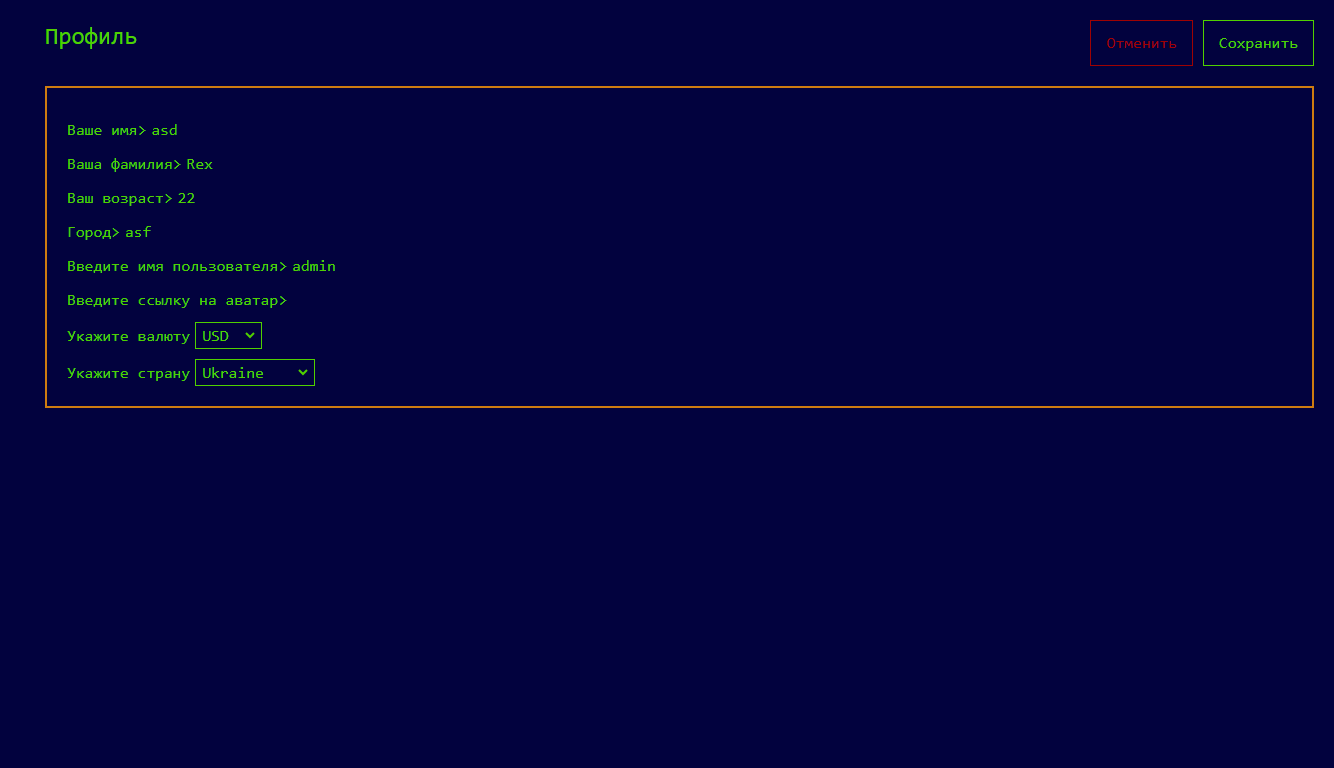 Профиль
Отменить
Сохранить
Ваше имя> asd
Ваша фамилия> Rex
Ваш возраст> 22
Город> asf
Введите имя пользователя> admin
Введите ссылку на аватар>
Укажите валюту USD
Укажите страну Ukraine